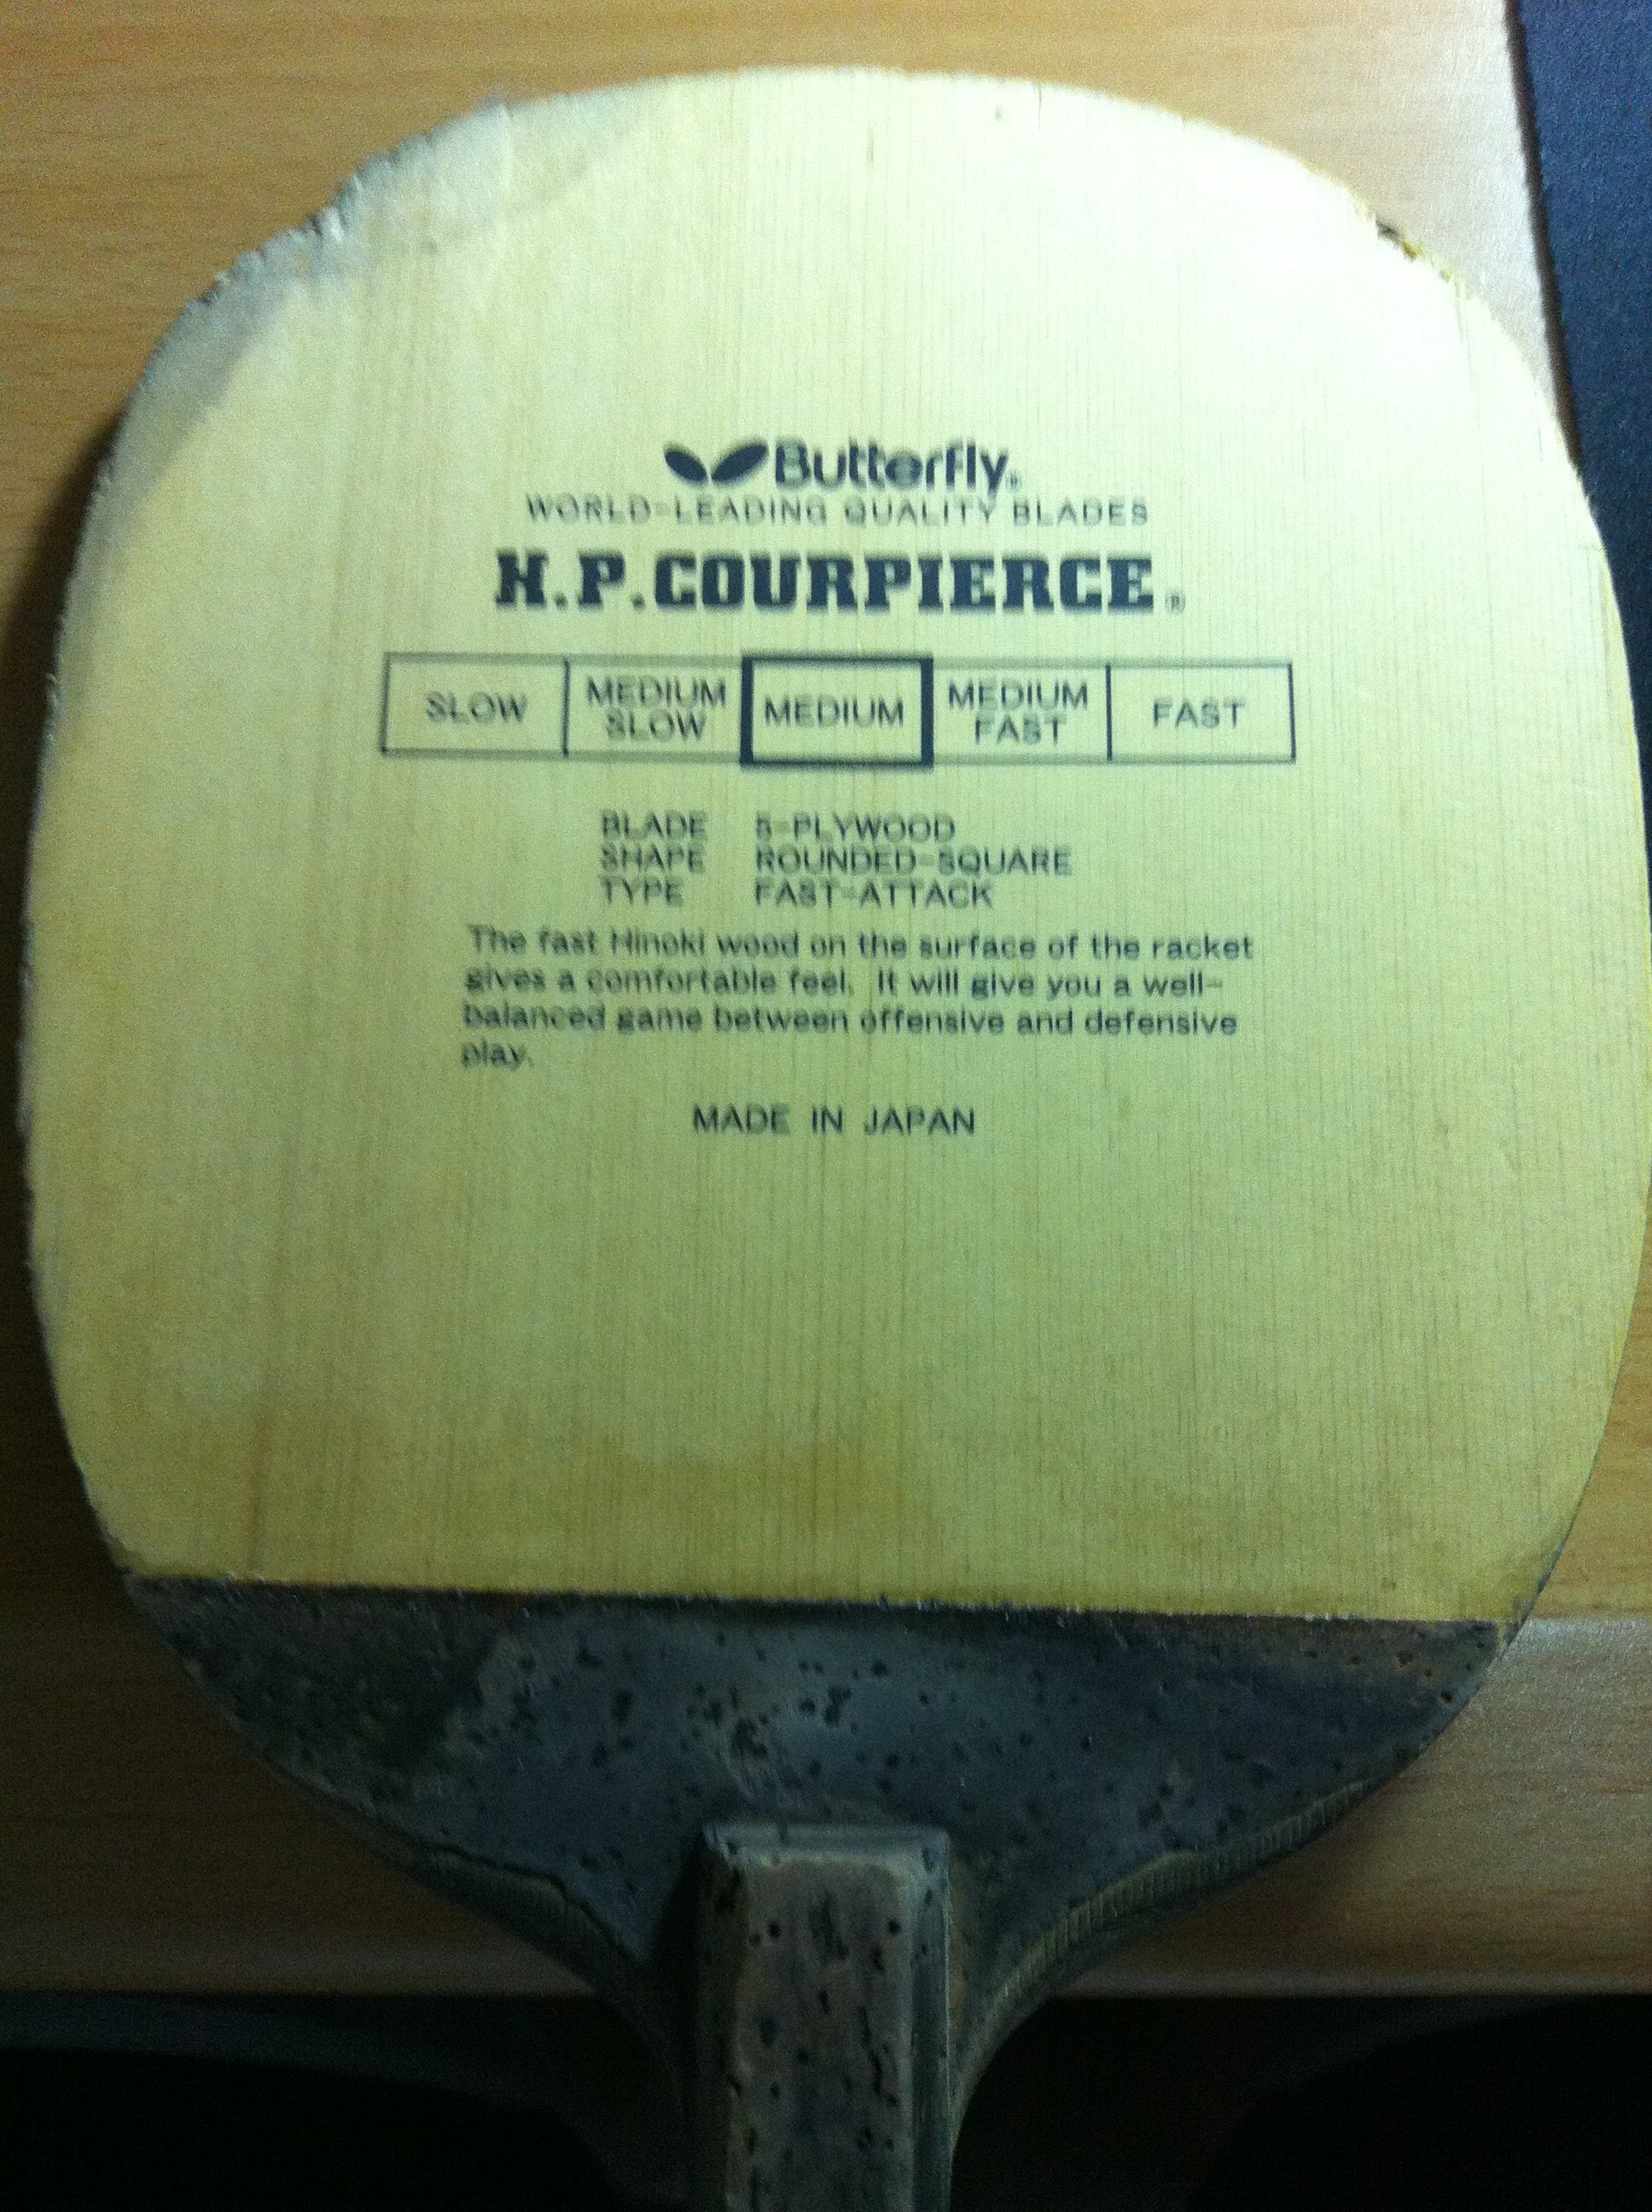 Butterfly®
WORLD-LEADING QUALITY BLADES
H.P.COURPIERCE®
SLOW
MEDIUM SLOW
MEDIUM
MEDIUM FAST
FAST
BLADE 5-PLYWOOD
SHAPE ROUNDED-SQUARE
TYPE FAST-ATTACK
The fast Hinoki wood on the surface of the racket
gives a comfortable feel. It will give you a well-
balanced game between offensive and defensive
play.
MADE IN JAPAN